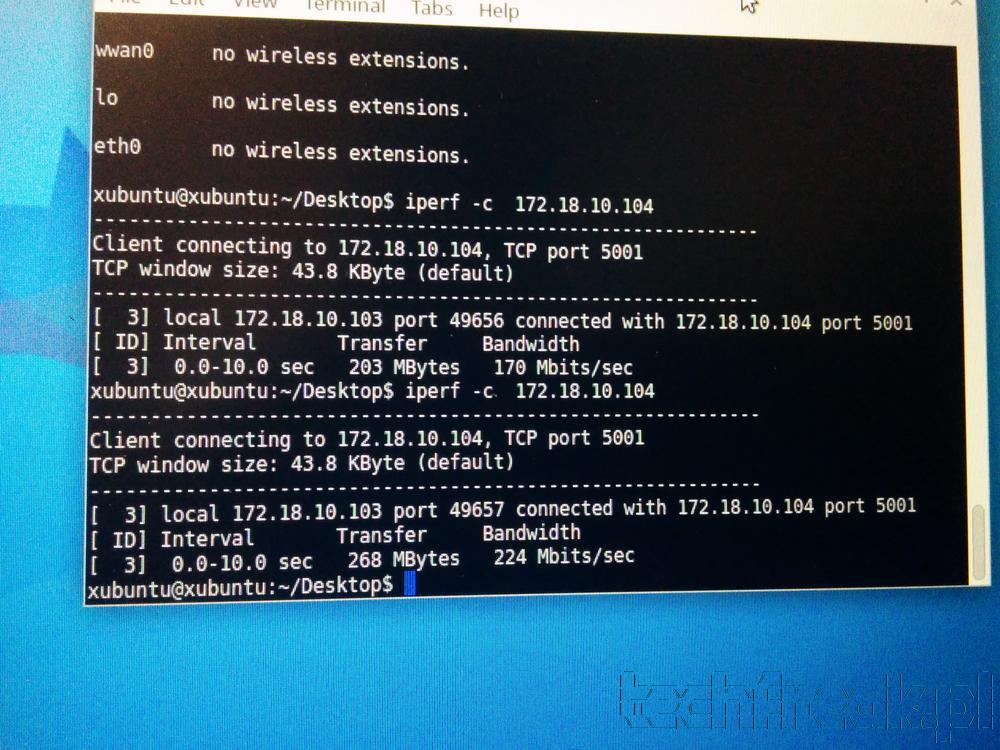 File Edit View Terminal Tabs Help
wwan0 no wireless extensions.
lo no wireless extensions.
eth0 no wireless extensions.
xubuntu@xubuntu:~/Desktop$ iperf -c 172.18.10.104
------------------------------------------------------------
Client connecting to 172.18.10.104, TCP port 5001
TCP window size: 43.8 KByte (default)
------------------------------------------------------------
[ 3] local 172.18.10.103 port 49656 connected with 172.18.10.104 port 5001
[ ID] Interval Transfer Bandwidth
[ 3] 0.0-10.0 sec 203 MBytes 170 Mbits/sec
xubuntu@xubuntu:~/Desktop$ iperf -c 172.18.10.104
------------------------------------------------------------
Client connecting to 172.18.10.104, TCP port 5001
TCP window size: 43.8 KByte (default)
------------------------------------------------------------
[ 3] local 172.18.10.103 port 49657 connected with 172.18.10.104 port 5001
[ ID] Interval Transfer Bandwidth
[ 3] 0.0-10.0 sec 268 MBytes 224 Mbits/sec
xubuntu@xubuntu:~/Desktop$